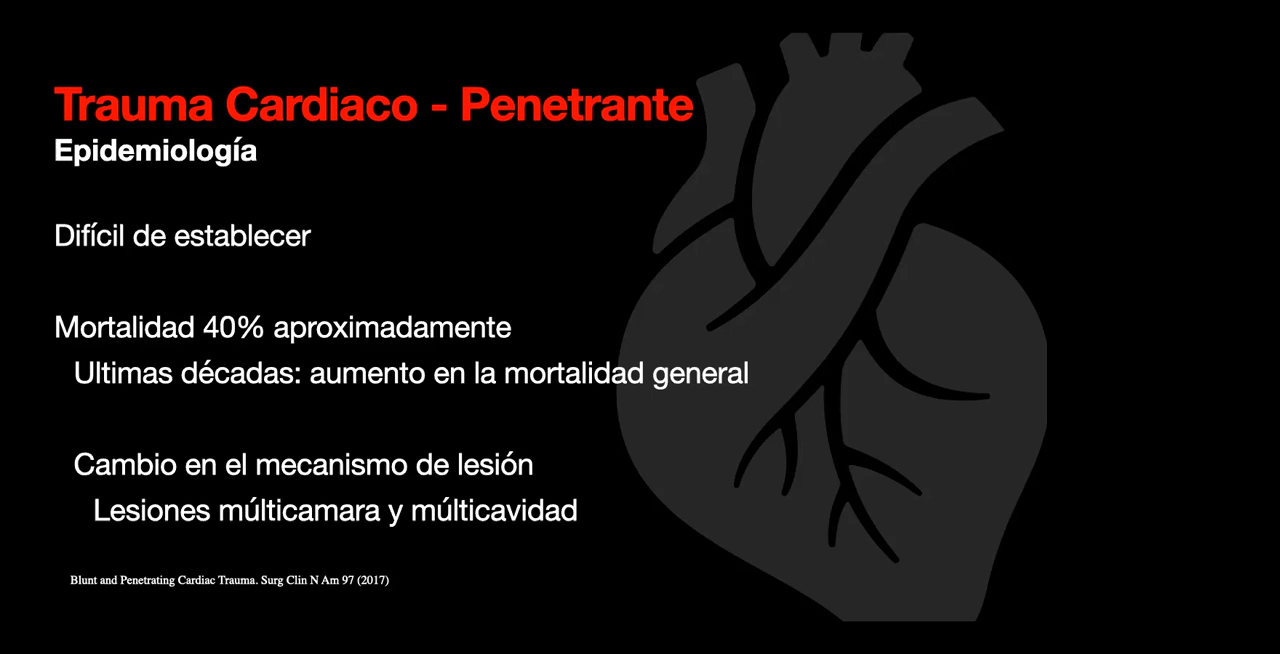 Trauma Cardiaco - Penetrante
Epidemiología
Difícil de establecer
Mortalidad 40% aproximadamente
Ultimas décadas: aumento en la mortalidad general
Cambio en el mecanismo de lesión
Lesiones múlticamara y múlticavidad
Blunt and Penetrating Cardiac Trauma. Surg Clin N Am 97 (2017)